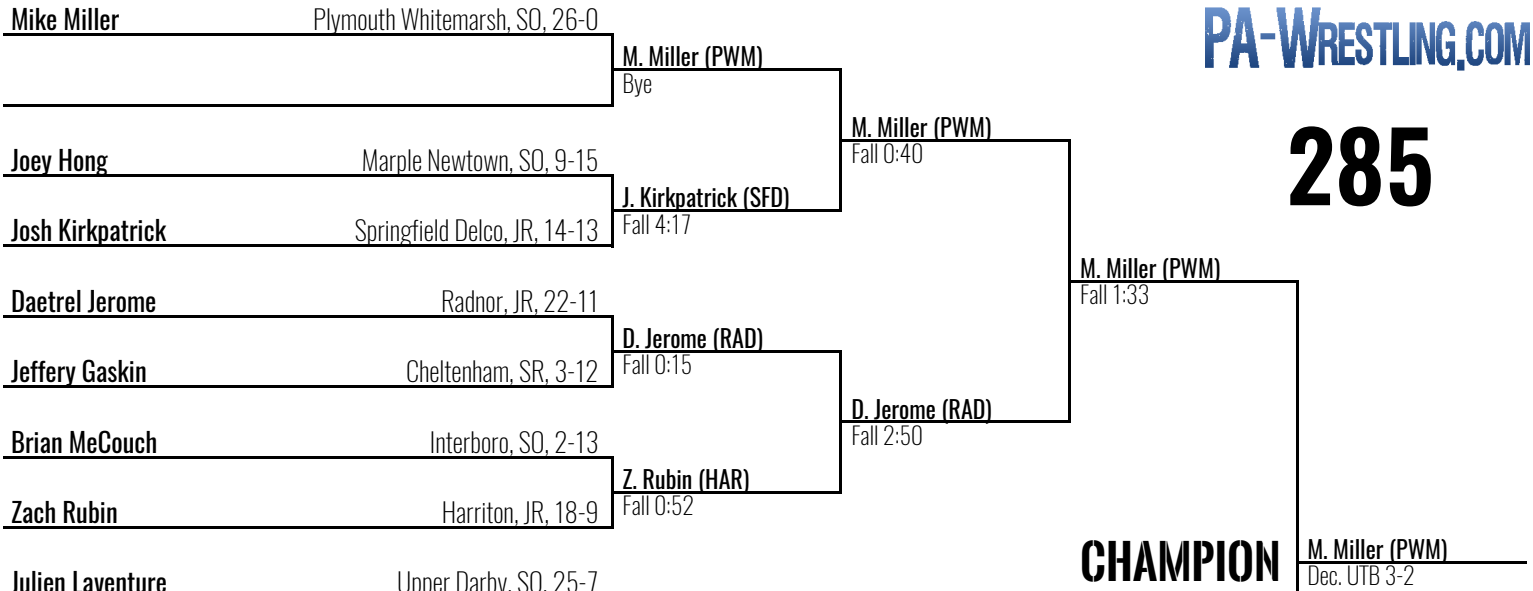 Mike Miller Plymouth Whitemarsh, SO, 26-0
M. Miller (PWM)
Bye
PA-WRESTLING.COM
285
Joey Hong Marple Newtown, SO, 9-15
M. Miller (PWM)
Fall 0:40
J. Kirkpatrick (SFD)
Fall 4:17
Josh Kirkpatrick Springfield Delco, JR, 14-13
M. Miller (PWM)
Fall 1:33
Daetrel Jerome Radnor, JR, 22-11
D. Jerome (RAD)
Fall 0:15
Jeffery Gaskin Cheltenham, SR, 3-12
D. Jerome (RAD)
Fall 2:50
Brian McCouch Interboro, SO, 2-13
Z. Rubin (HAR)
Fall 0:52
Zach Rubin Harriton, JR, 18-9
CHAMPION
M. Miller (PWM)
Dec. UTB 3-2
Julien Laventure Upper Darby, SO, 25-7